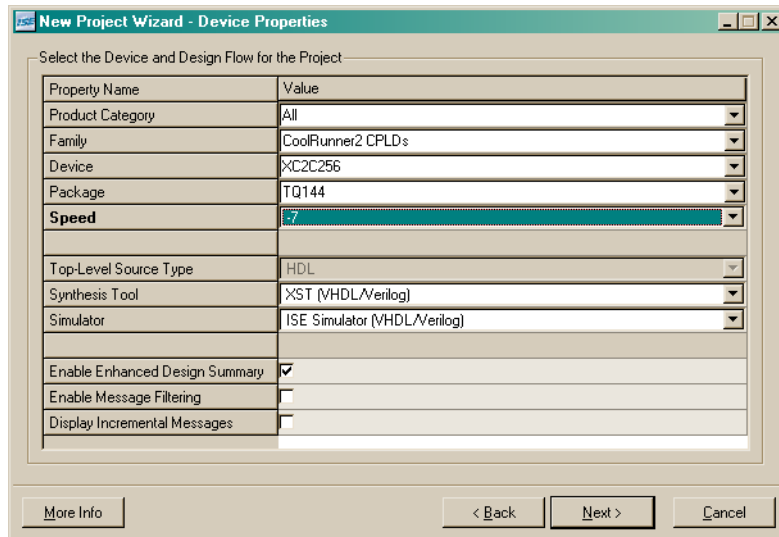 ISE New Project Wizard - Device Properties
Select the Device and Design Flow for the Project
Property Name Value
Product Category All
Family CoolRunner2 CPLDs
Device XC2C256
Package TQ144
Speed -7
Top-Level Source Type HDL
Synthesis Tool XST (VHDL/Verilog)
Simulator ISE Simulator (VHDL/Verilog)
Enable Enhanced Design Summary
Enable Message Filtering
Display Incremental Messages
More Info < Back Next > Cancel